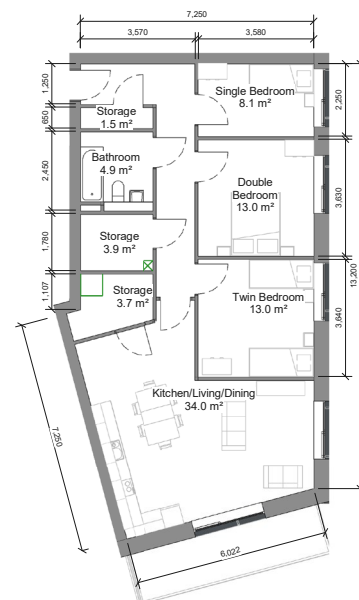 7,250
3,570
3,580
1,250
650
2,450
1,780
1,107
2,250
3,630
3,640
13,200
Single Bedroom
8.1 m²
Storage
1.5 m²
Bathroom
4.9 m²
Double
Bedroom
13.0 m²
Storage
3.9 m²
Storage
3.7 m²
Twin Bedroom
13.0 m²
Kitchen/Living/Dining
34.0 m²
7,250
6,022